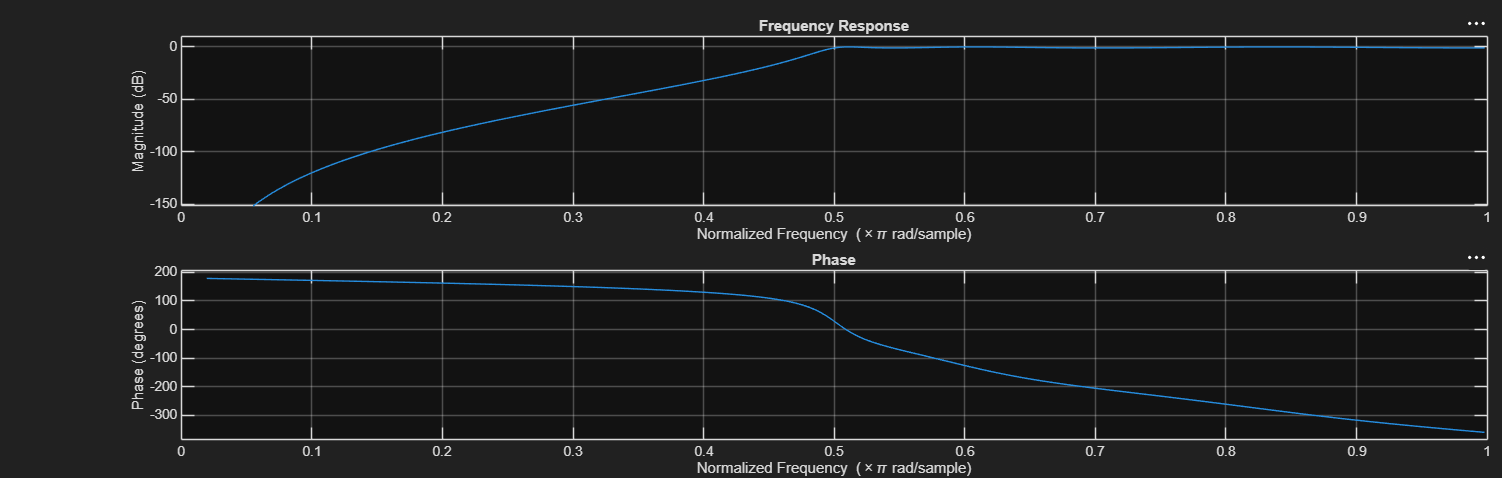 Frequency Response
0
-50
-100
-150
Magnitude (dB)
0 0.1 0.2 0.3 0.4 0.5 0.6 0.7 0.8 0.9 1
Normalized Frequency (× π rad/sample)
Phase
200
100
0
-100
-200
-300
Phase (degrees)
0 0.1 0.2 0.3 0.4 0.5 0.6 0.7 0.8 0.9 1
Normalized Frequency (× π rad/sample)